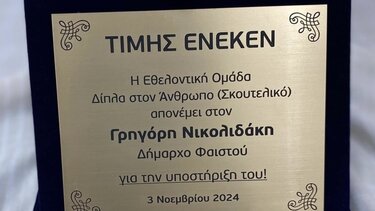 ΤΙΜΗΣ ΕΝΕΚΕΝ
Η Εθελοντική Ομάδα
Δίπλα στον Άνθρωπο (Σκουτελικό)
απονέμει στον
Γρηγόρη Νικολιδάκη
Δήμαρχο Φαιστού
για την υποστήριξη του!
3 Νοεμβρίου 2024